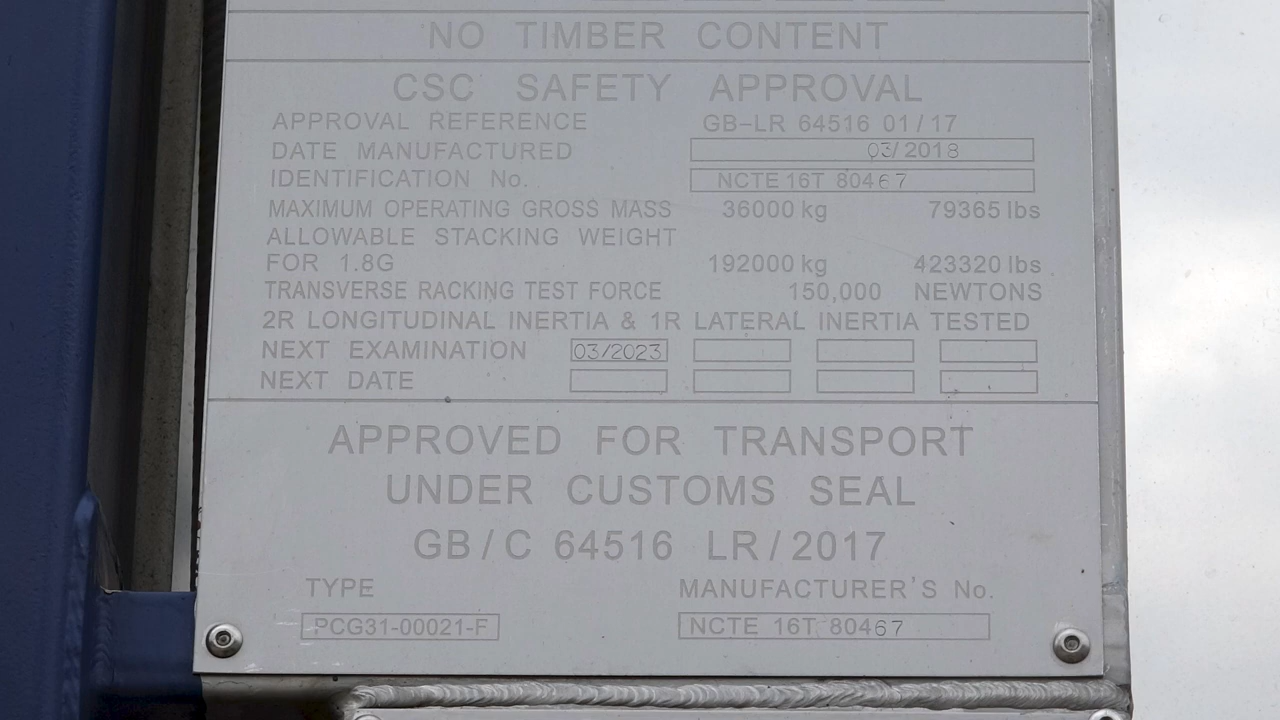 NO TIMBER CONTENT
CSC SAFETY APPROVAL
APPROVAL REFERENCE GB-LR 64516 01/17
DATE MANUFACTURED 03/2018
IDENTIFICATION No. NCTE 16T 80467
MAXIMUM OPERATING GROSS MASS 36000 kg 79365 lbs
ALLOWABLE STACKING WEIGHT
FOR 1.8G 192000 kg 423320 lbs
TRANSVERSE RACKING TEST FORCE 150,000 NEWTONS
2R LONGITUDINAL INERTIA & 1R LATERAL INERTIA TESTED
NEXT EXAMINATION 03/2023
NEXT DATE
APPROVED FOR TRANSPORT
UNDER CUSTOMS SEAL
GB/C 64516 LR/2017
TYPE MANUFACTURER'S No.
PCG31-00021-F NCTE 16T 80467